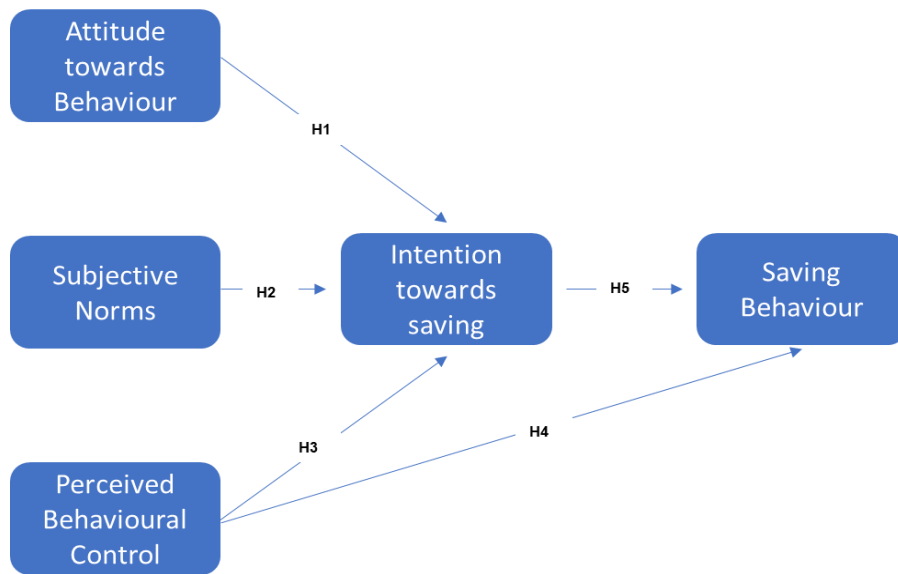 Attitude
towards
Behaviour
H1
Subjective
Norms
H2
Intention
towards
saving
H5
Saving
Behaviour
H3
H4
Perceived
Behavioural
Control